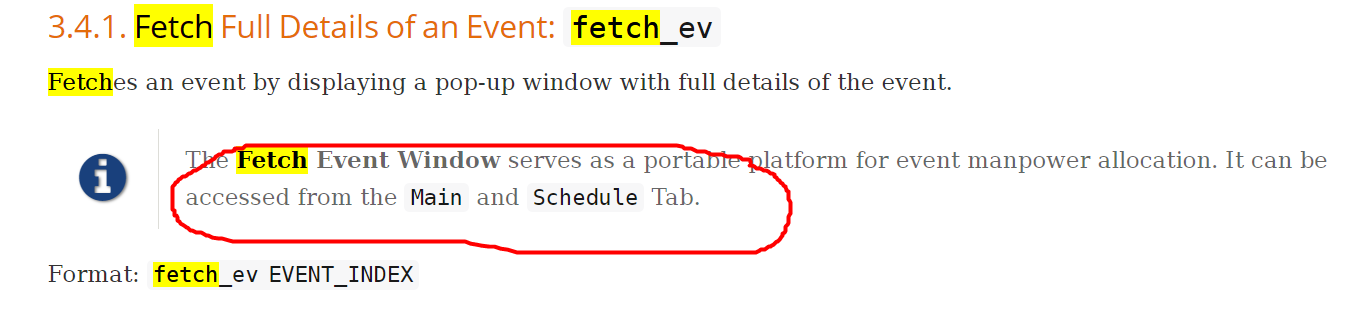 3.4.1. Fetch Full Details of an Event: fetch_ev
Fetches an event by displaying a pop-up window with full details of the event.
The Fetch Event Window serves as a portable platform for event manpower allocation. It can be
accessed from the Main and Schedule Tab.
Format: fetch_ev EVENT_INDEX